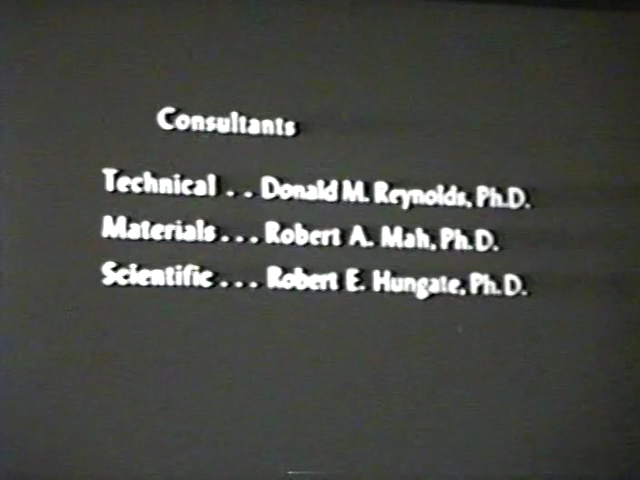 Consultants
Technical . . Donald M. Reynolds, Ph.D.
Materials . . . Robert A. Mah, Ph.D.
Scientific . . . Robert E. Hungate, Ph.D.